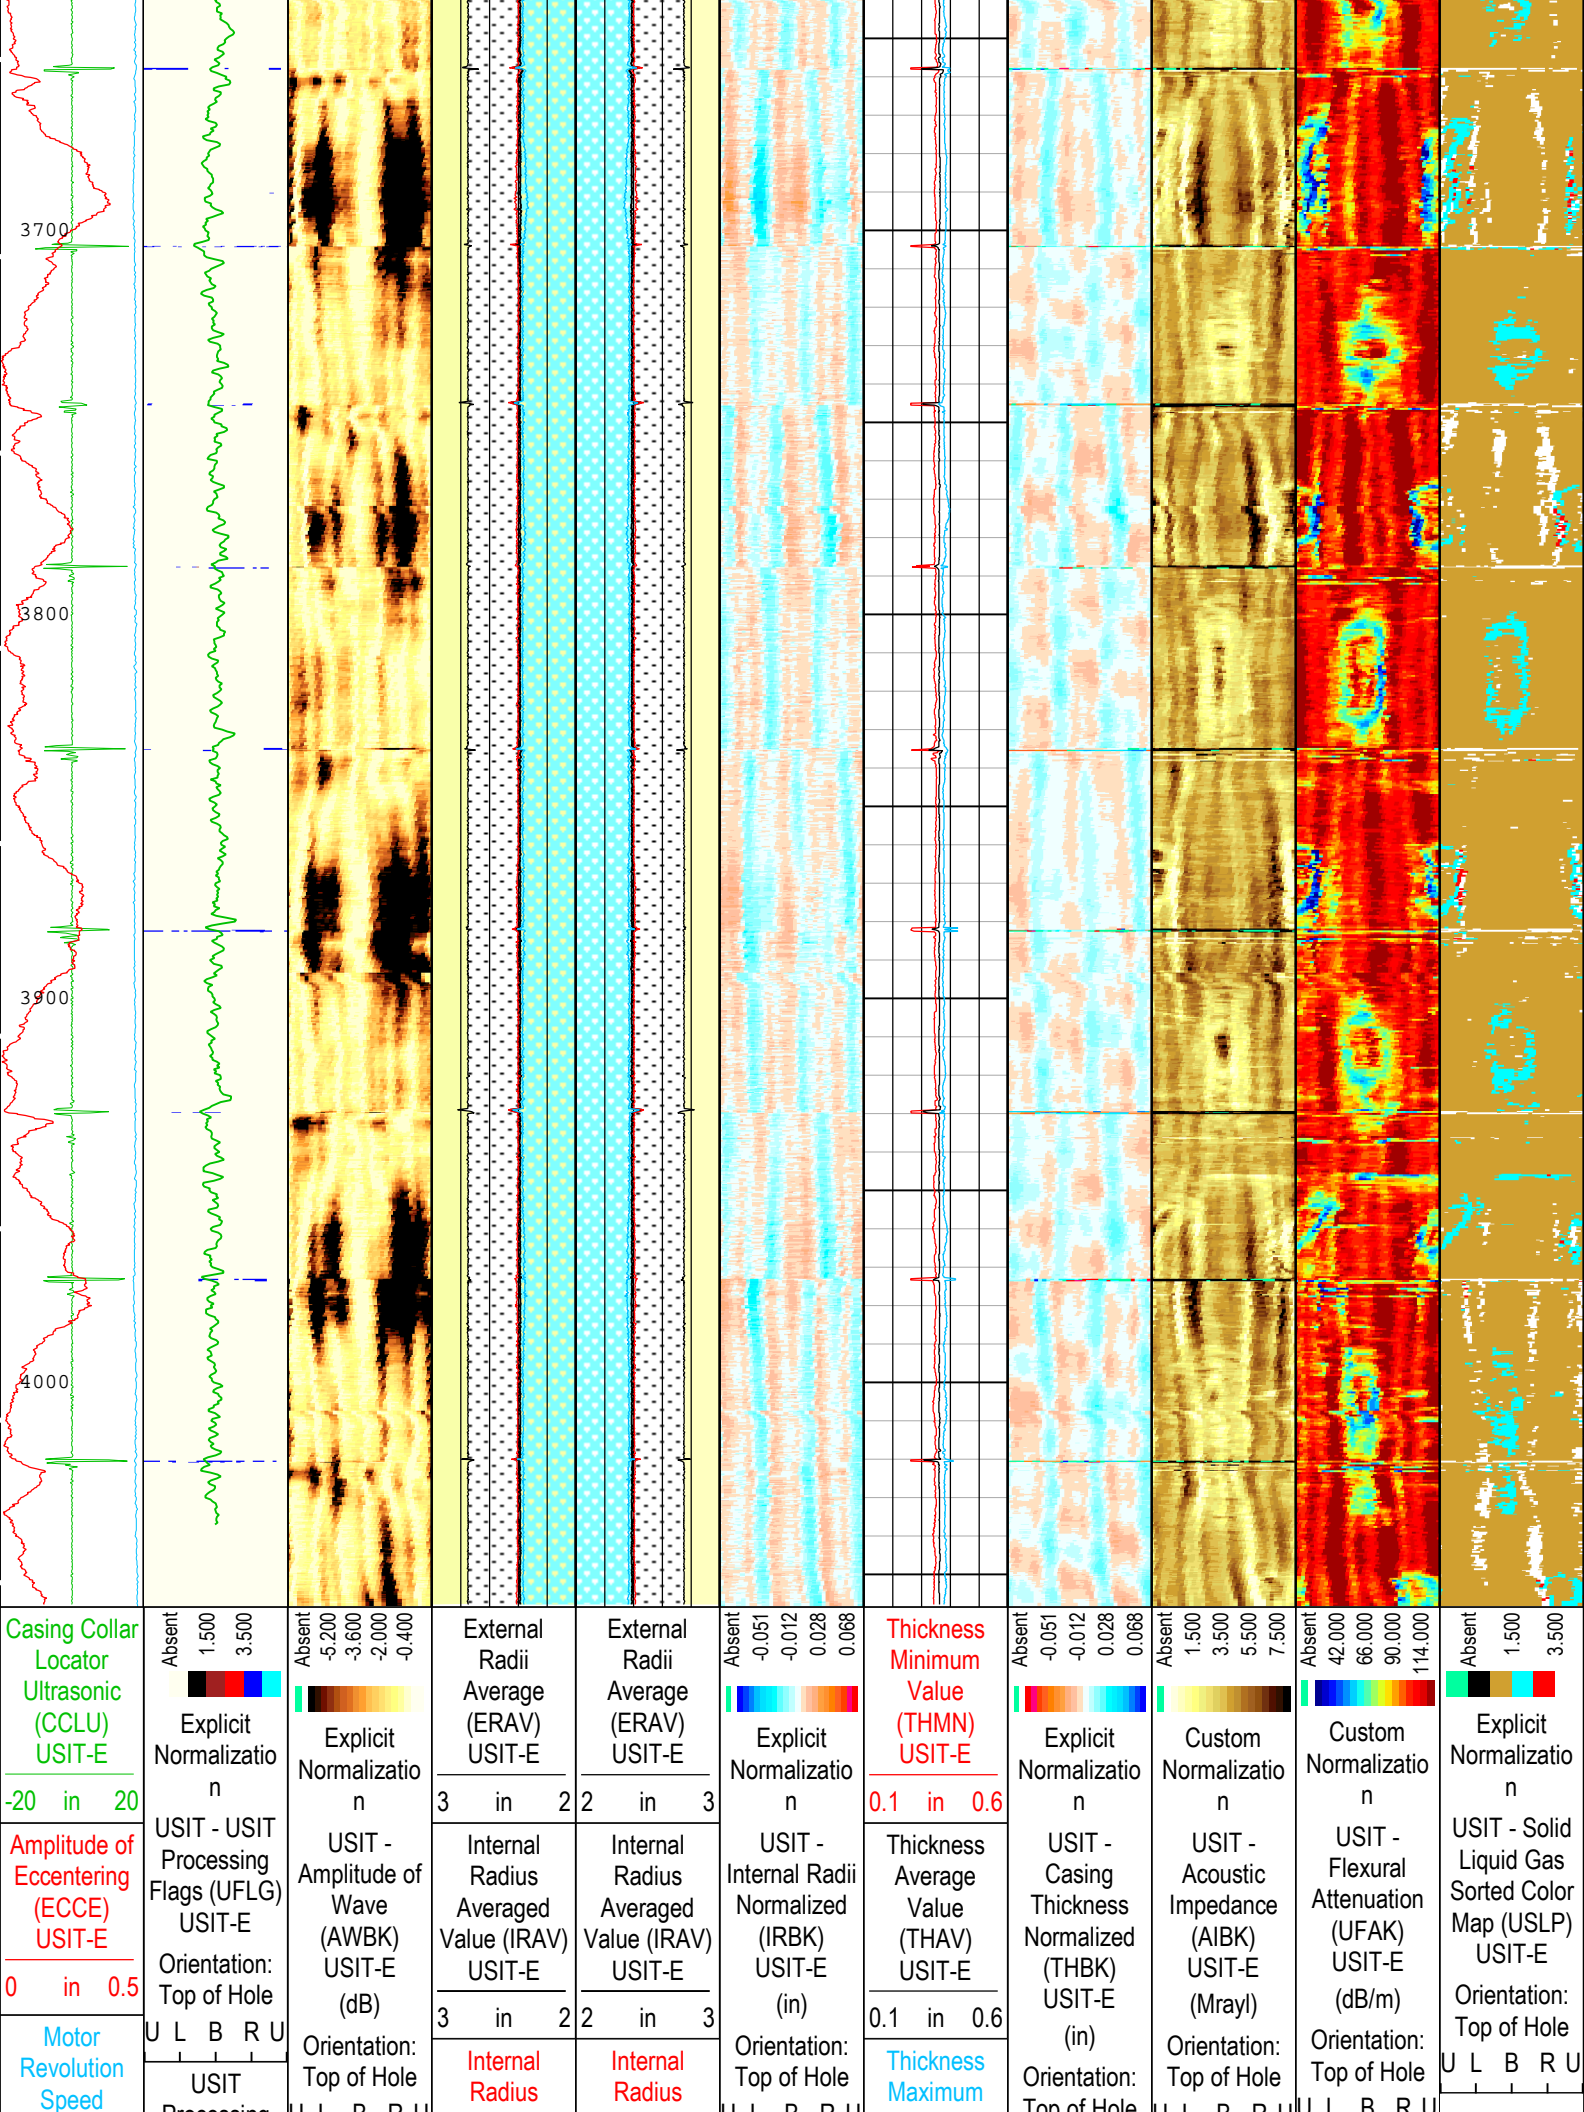 3700
3800
3900
4000
Casing Collar
Locator
Ultrasonic
(CCLU)
USIT-E
-20 in 20
Amplitude of
Eccentering
(ECCE)
USIT-E
0 in 0.5
Motor
Revolution
Speed
Absent 1.500 3.500
Explicit
Normalizatio
n
USIT - USIT
Processing
Flags (UFLG)
USIT-E
Orientation:
Top of Hole
U L B R U
USIT
Processing
Absent -5.200 -3.600 -2.000 -0.400
Explicit
Normalizatio
n
USIT -
Amplitude of
Wave
(AWBK)
USIT-E
(dB)
Orientation:
Top of Hole
U L B R U
External
Radii
Average
(ERAV)
USIT-E
3 in 2
Internal
Radius
Averaged
Value (IRAV)
USIT-E
3 in 2
Internal
Radius
External
Radii
Average
(ERAV)
USIT-E
2 in 3
Internal
Radius
Averaged
Value (IRAV)
USIT-E
2 in 3
Internal
Radius
Absent -0.051 -0.012 0.028 0.068
Explicit
Normalizatio
n
USIT -
Internal Radii
Normalized
(IRBK)
USIT-E
(in)
Orientation:
Top of Hole
U L B R U
Thickness
Minimum
Value
(THMN)
USIT-E
0.1 in 0.6
Thickness
Average
Value
(THAV)
USIT-E
0.1 in 0.6
Thickness
Maximum
Absent -0.051 -0.012 0.028 0.068
Explicit
Normalizatio
n
USIT -
Casing
Thickness
Normalized
(THBK)
USIT-E
(in)
Orientation:
Top of Hole
Absent 1.500 3.500 5.500 7.500
Custom
Normalizatio
n
USIT -
Acoustic
Impedance
(AIBK)
USIT-E
(Mrayl)
Orientation:
Top of Hole
U L B R U
Absent 42.000 66.000 90.000 114.000
Custom
Normalizatio
n
USIT -
Flexural
Attenuation
(UFAK)
USIT-E
(dB/m)
Orientation:
Top of Hole
U L B R U
Absent 1.500 3.500
Explicit
Normalizatio
n
USIT - Solid
Liquid Gas
Sorted Color
Map (USLP)
USIT-E
Orientation:
Top of Hole
U L B R U